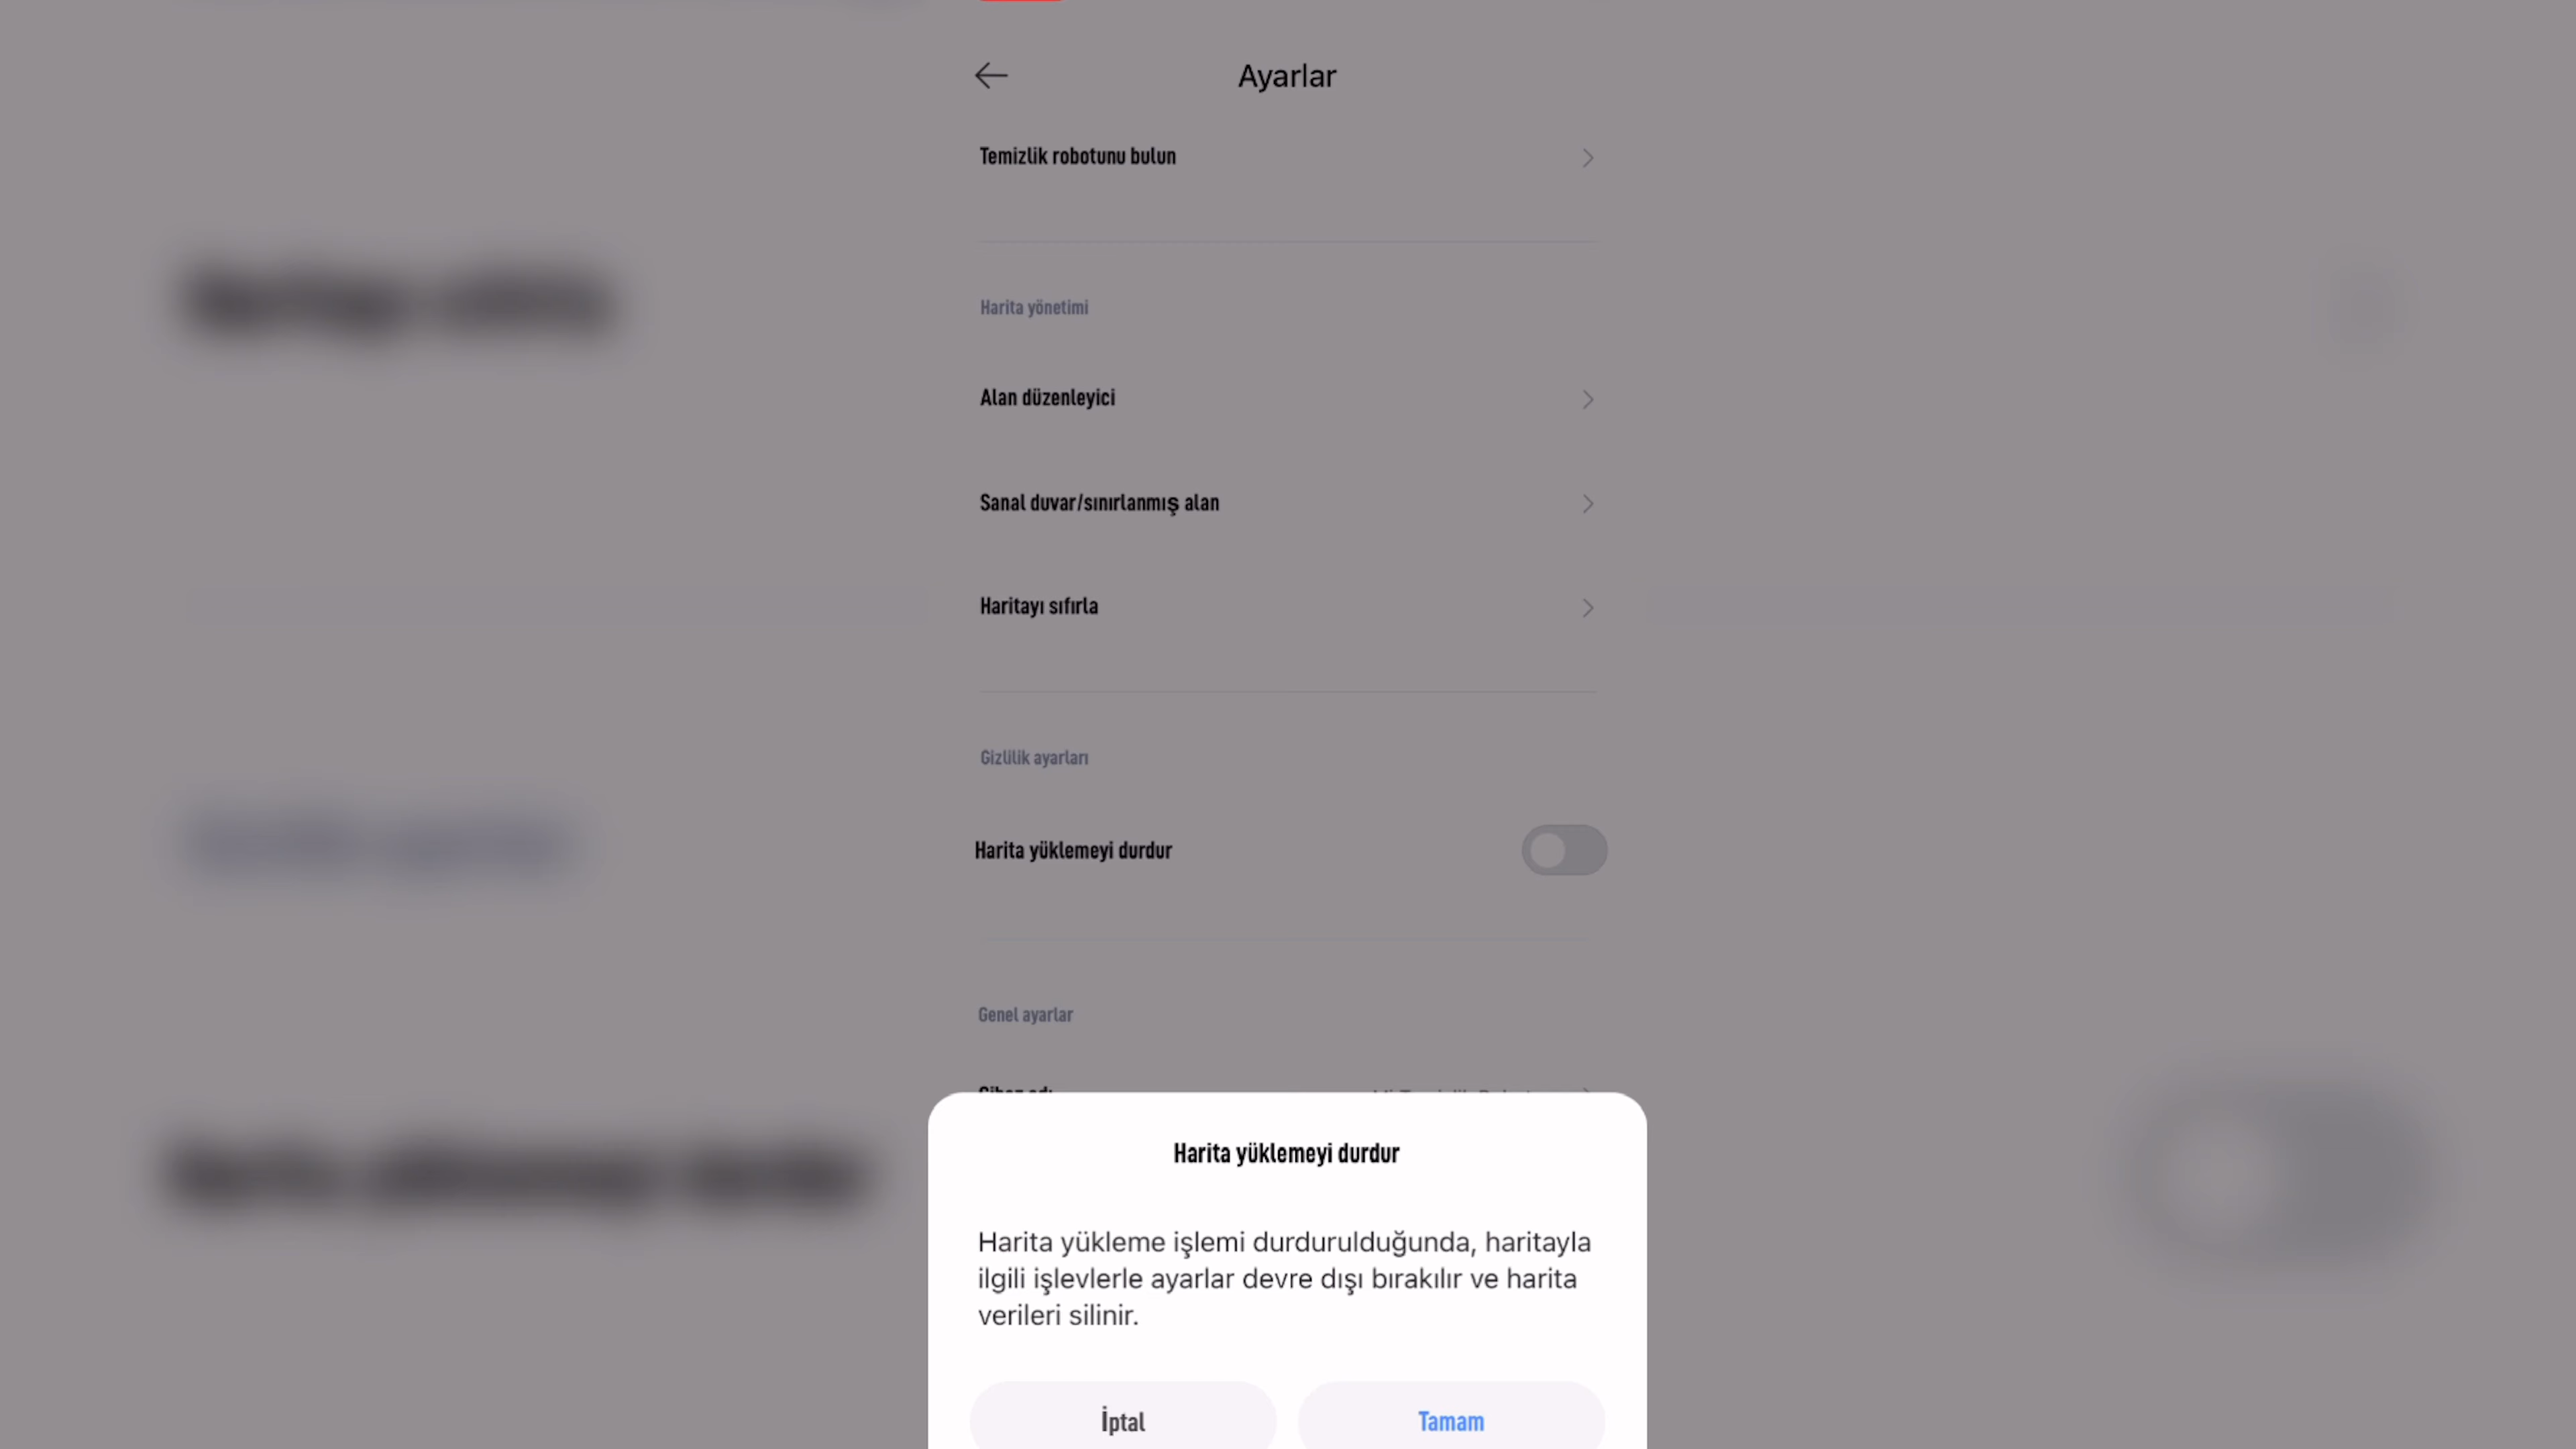 Ayarlar
Temizlik robotunu bulun
Harita yönetimi
Alan düzenleyici
Sanal duvar/sınırlanmış alan
Haritayı sıfırla
Gizlilik ayarları
Harita yüklemeyi durdur
Genel ayarlar
Harita yüklemeyi durdur
Harita yükleme işlemi durdurulduğunda, haritayla
ilgili işlevlerle ayarlar devre dışı bırakılır ve harita
verileri silinir.
İptal
Tamam